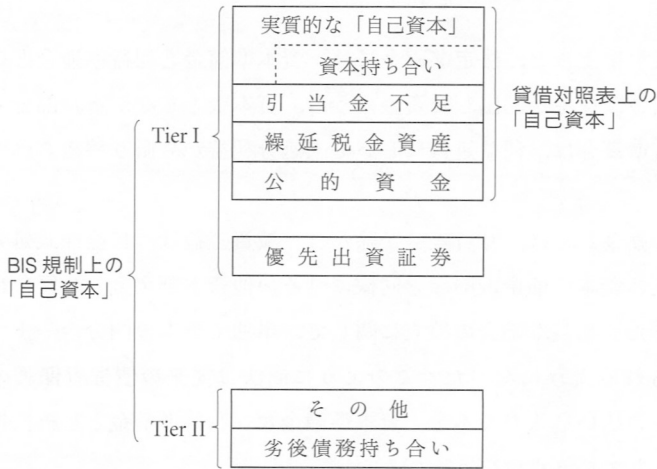 実質的な「自己資本」
資本持ち合い
引当金不足
繰延税金資産
公的資金
貸借対照表上の
「自己資本」
Tier I
優先出資証券
BIS 規制上の
「自己資本」
Tier II
その他
劣後債務持ち合い